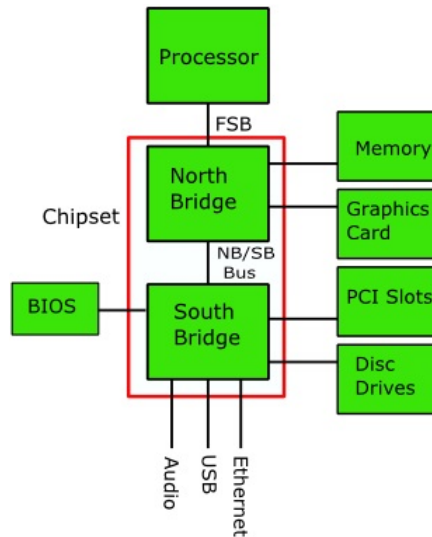 Processor
FSB
Memory
North
Bridge
Chipset
Graphics
Card
NB/SB
Bus
PCI Slots
BIOS
South
Bridge
Disc
Drives
Audio
USB
Ethernet